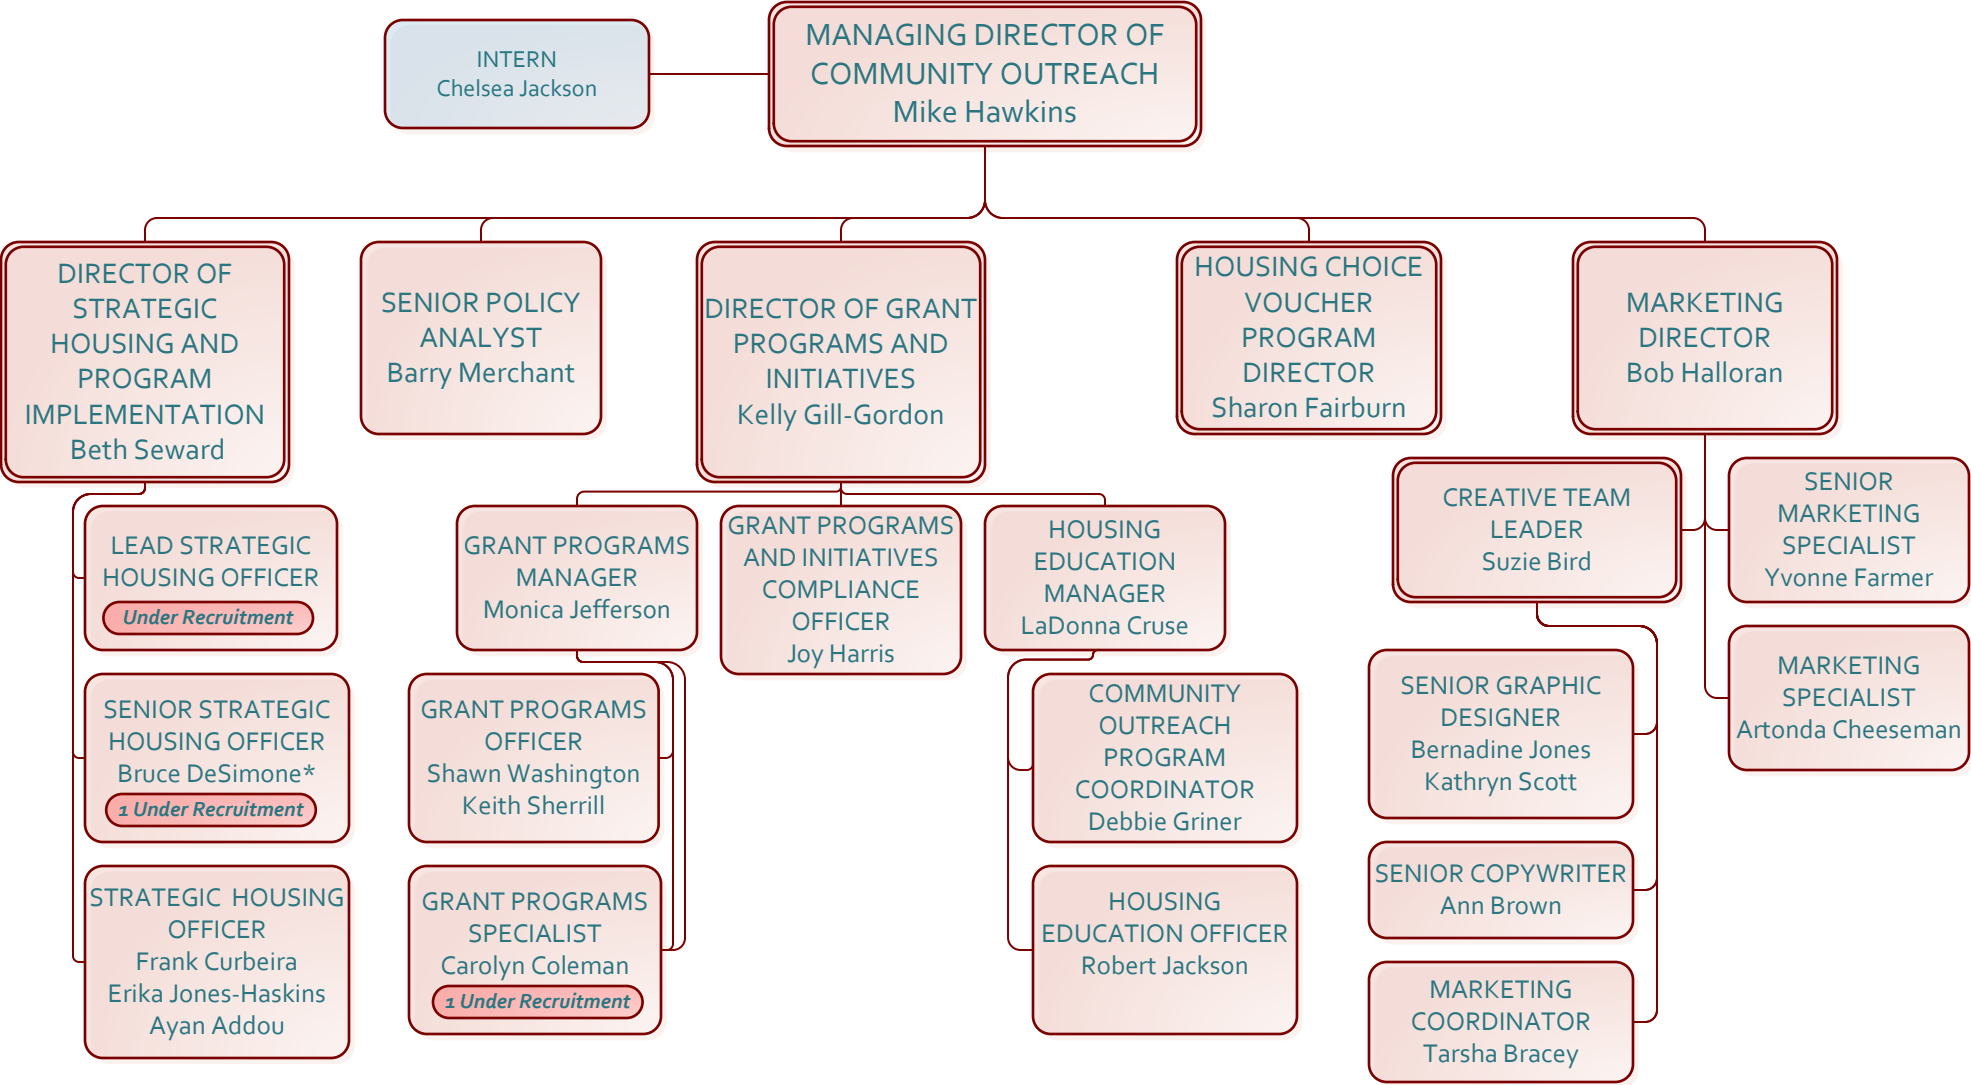 INTERN
Chelsea Jackson
MANAGING DIRECTOR OF
COMMUNITY OUTREACH
Mike Hawkins
DIRECTOR OF
STRATEGIC
HOUSING AND
PROGRAM
IMPLEMENTATION
Beth Seward
SENIOR POLICY
ANALYST
Barry Merchant
DIRECTOR OF GRANT
PROGRAMS AND
INITIATIVES
Kelly Gill-Gordon
HOUSING CHOICE
VOUCHER
PROGRAM
DIRECTOR
Sharon Fairburn
MARKETING
DIRECTOR
Bob Halloran
LEAD STRATEGIC
HOUSING OFFICER
Under Recruitment
SENIOR STRATEGIC
HOUSING OFFICER
Bruce DeSimone*
1 Under Recruitment
STRATEGIC  HOUSING
OFFICER
Frank Curbeira
Erika Jones-Haskins
Ayan Addou
GRANT PROGRAMS
MANAGER
Monica Jefferson
GRANT PROGRAMS
OFFICER
Shawn Washington
Keith Sherrill
GRANT PROGRAMS
SPECIALIST
Carolyn Coleman
1 Under Recruitment
GRANT PROGRAMS
AND INITIATIVES
COMPLIANCE
OFFICER
Joy Harris
HOUSING
EDUCATION
MANAGER
LaDonna Cruse
COMMUNITY
OUTREACH
PROGRAM
COORDINATOR
Debbie Griner
HOUSING
EDUCATION OFFICER
Robert Jackson
CREATIVE TEAM
LEADER
Suzie Bird
SENIOR GRAPHIC
DESIGNER
Bernadine Jones
Kathryn Scott
SENIOR COPYWRITER
Ann Brown
MARKETING
COORDINATOR
Tarsha Bracey
SENIOR
MARKETING
SPECIALIST
Yvonne Farmer
MARKETING
SPECIALIST
Artonda Cheeseman